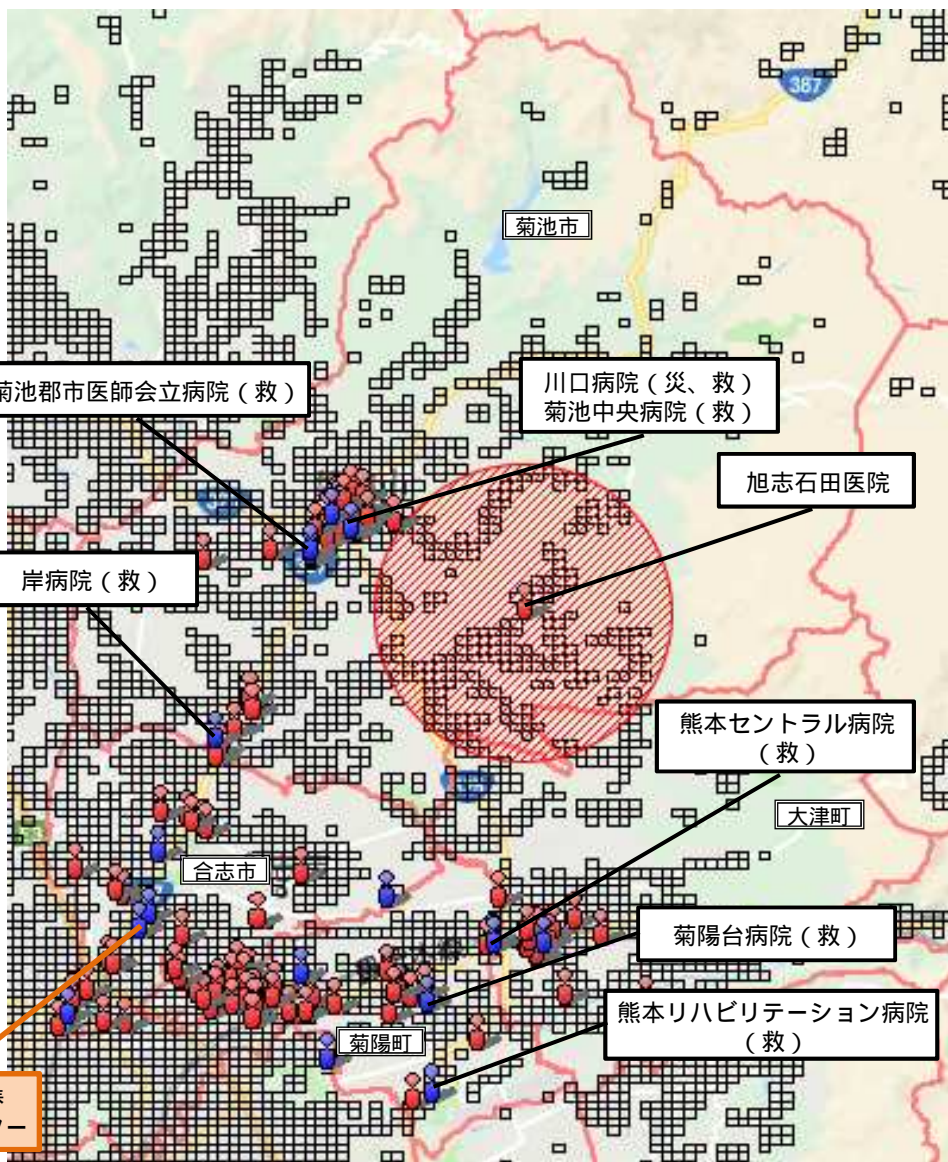 387
菊池市
菊池郡市医師会立病院（救）
川口病院（災、救）
菊池中央病院（救）
旭志石田医院
岸病院（救）
熊本セントラル病院
（救）
大津町
合志市
菊陽台病院（救）
熊本リハビリテーション病院
（救）
菊陽町